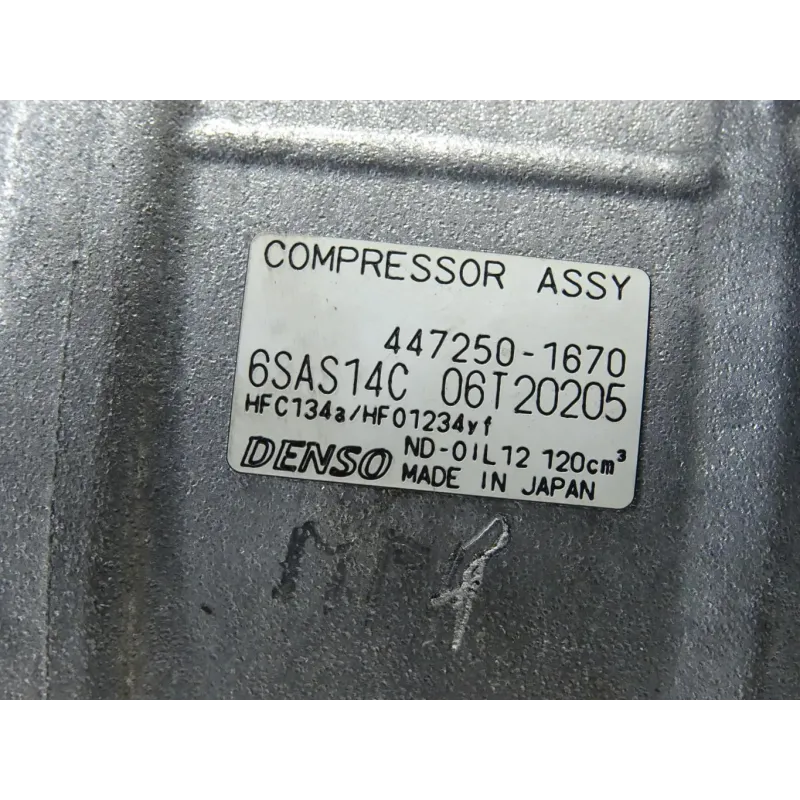 COMPRESSOR ASSY
447250-1670
6SAS14C 06T20205
HFC134a/HFO1234yf
ND-OIL12 120cm³
DENSO MADE IN JAPAN